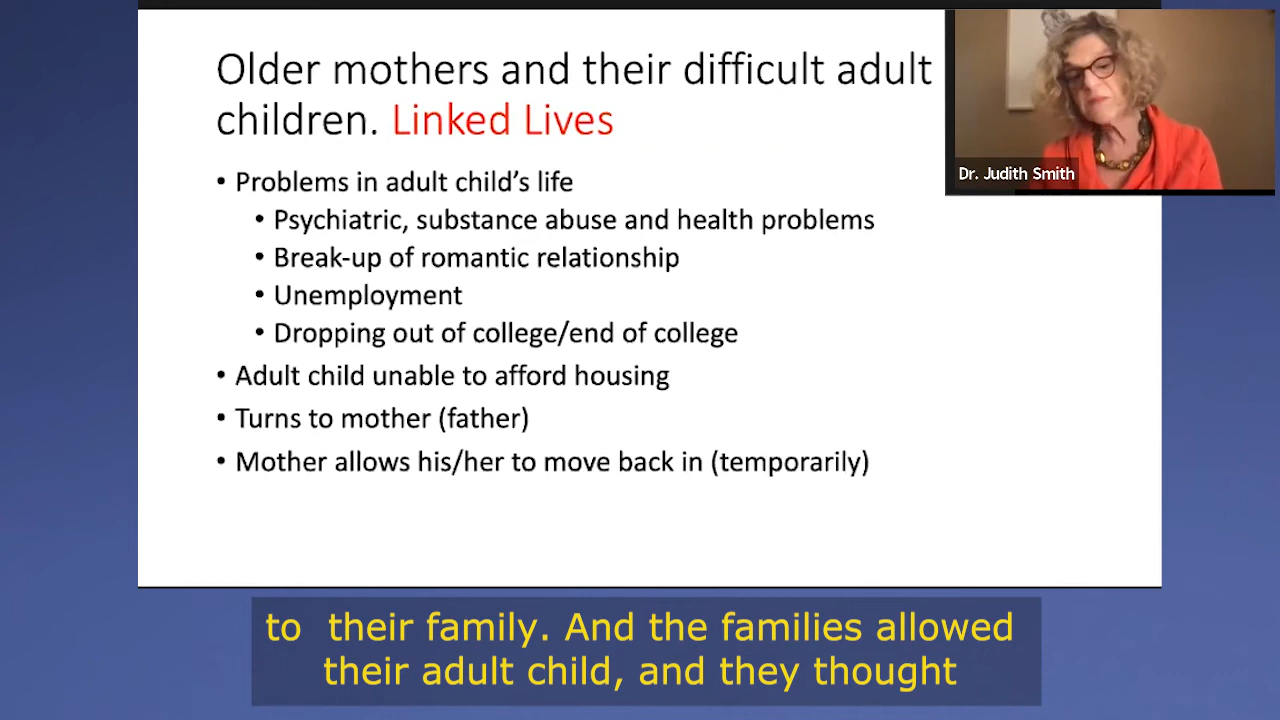 Older mothers and their difficult adult
children. Linked Lives
• Problems in adult child's life
• Psychiatric, substance abuse and health problems
• Break-up of romantic relationship
• Unemployment
• Dropping out of college/end of college
• Adult child unable to afford housing
• Turns to mother (father)
• Mother allows his/her to move back in (temporarily)
Dr. Judith Smith
to their family. And the families allowed
their adult child, and they thought